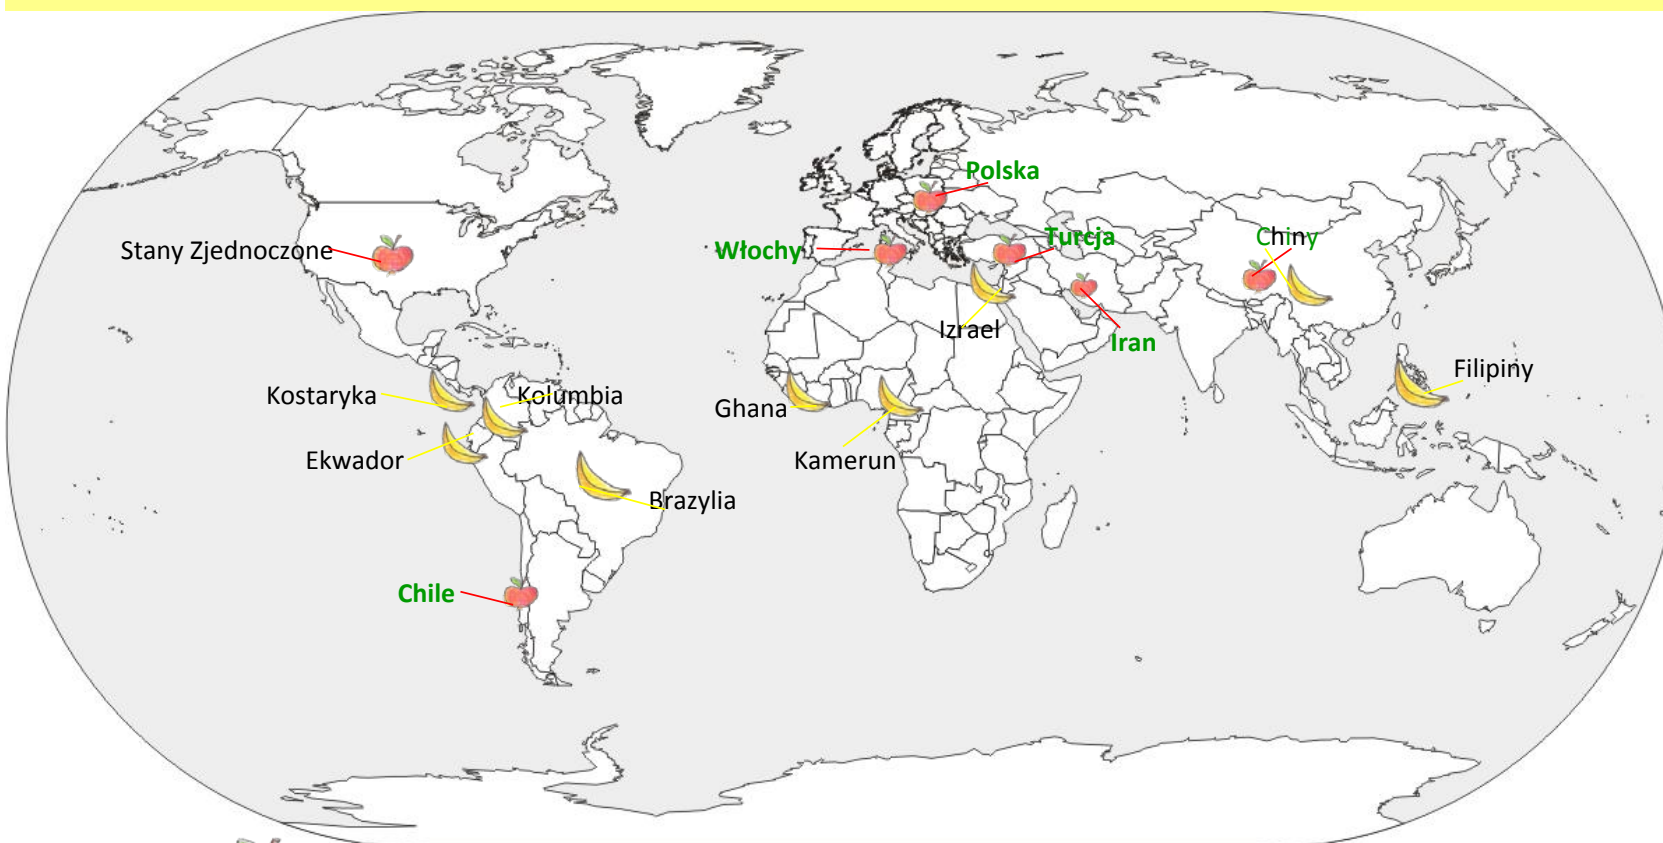 Polska
Stany Zjednoczone
Włochy
Turcja
Chiny
Izrael
Iran
Filipiny
Kostaryka
Kolumbia
Ghana
Ekwador
Kamerun
Brazylia
Chile